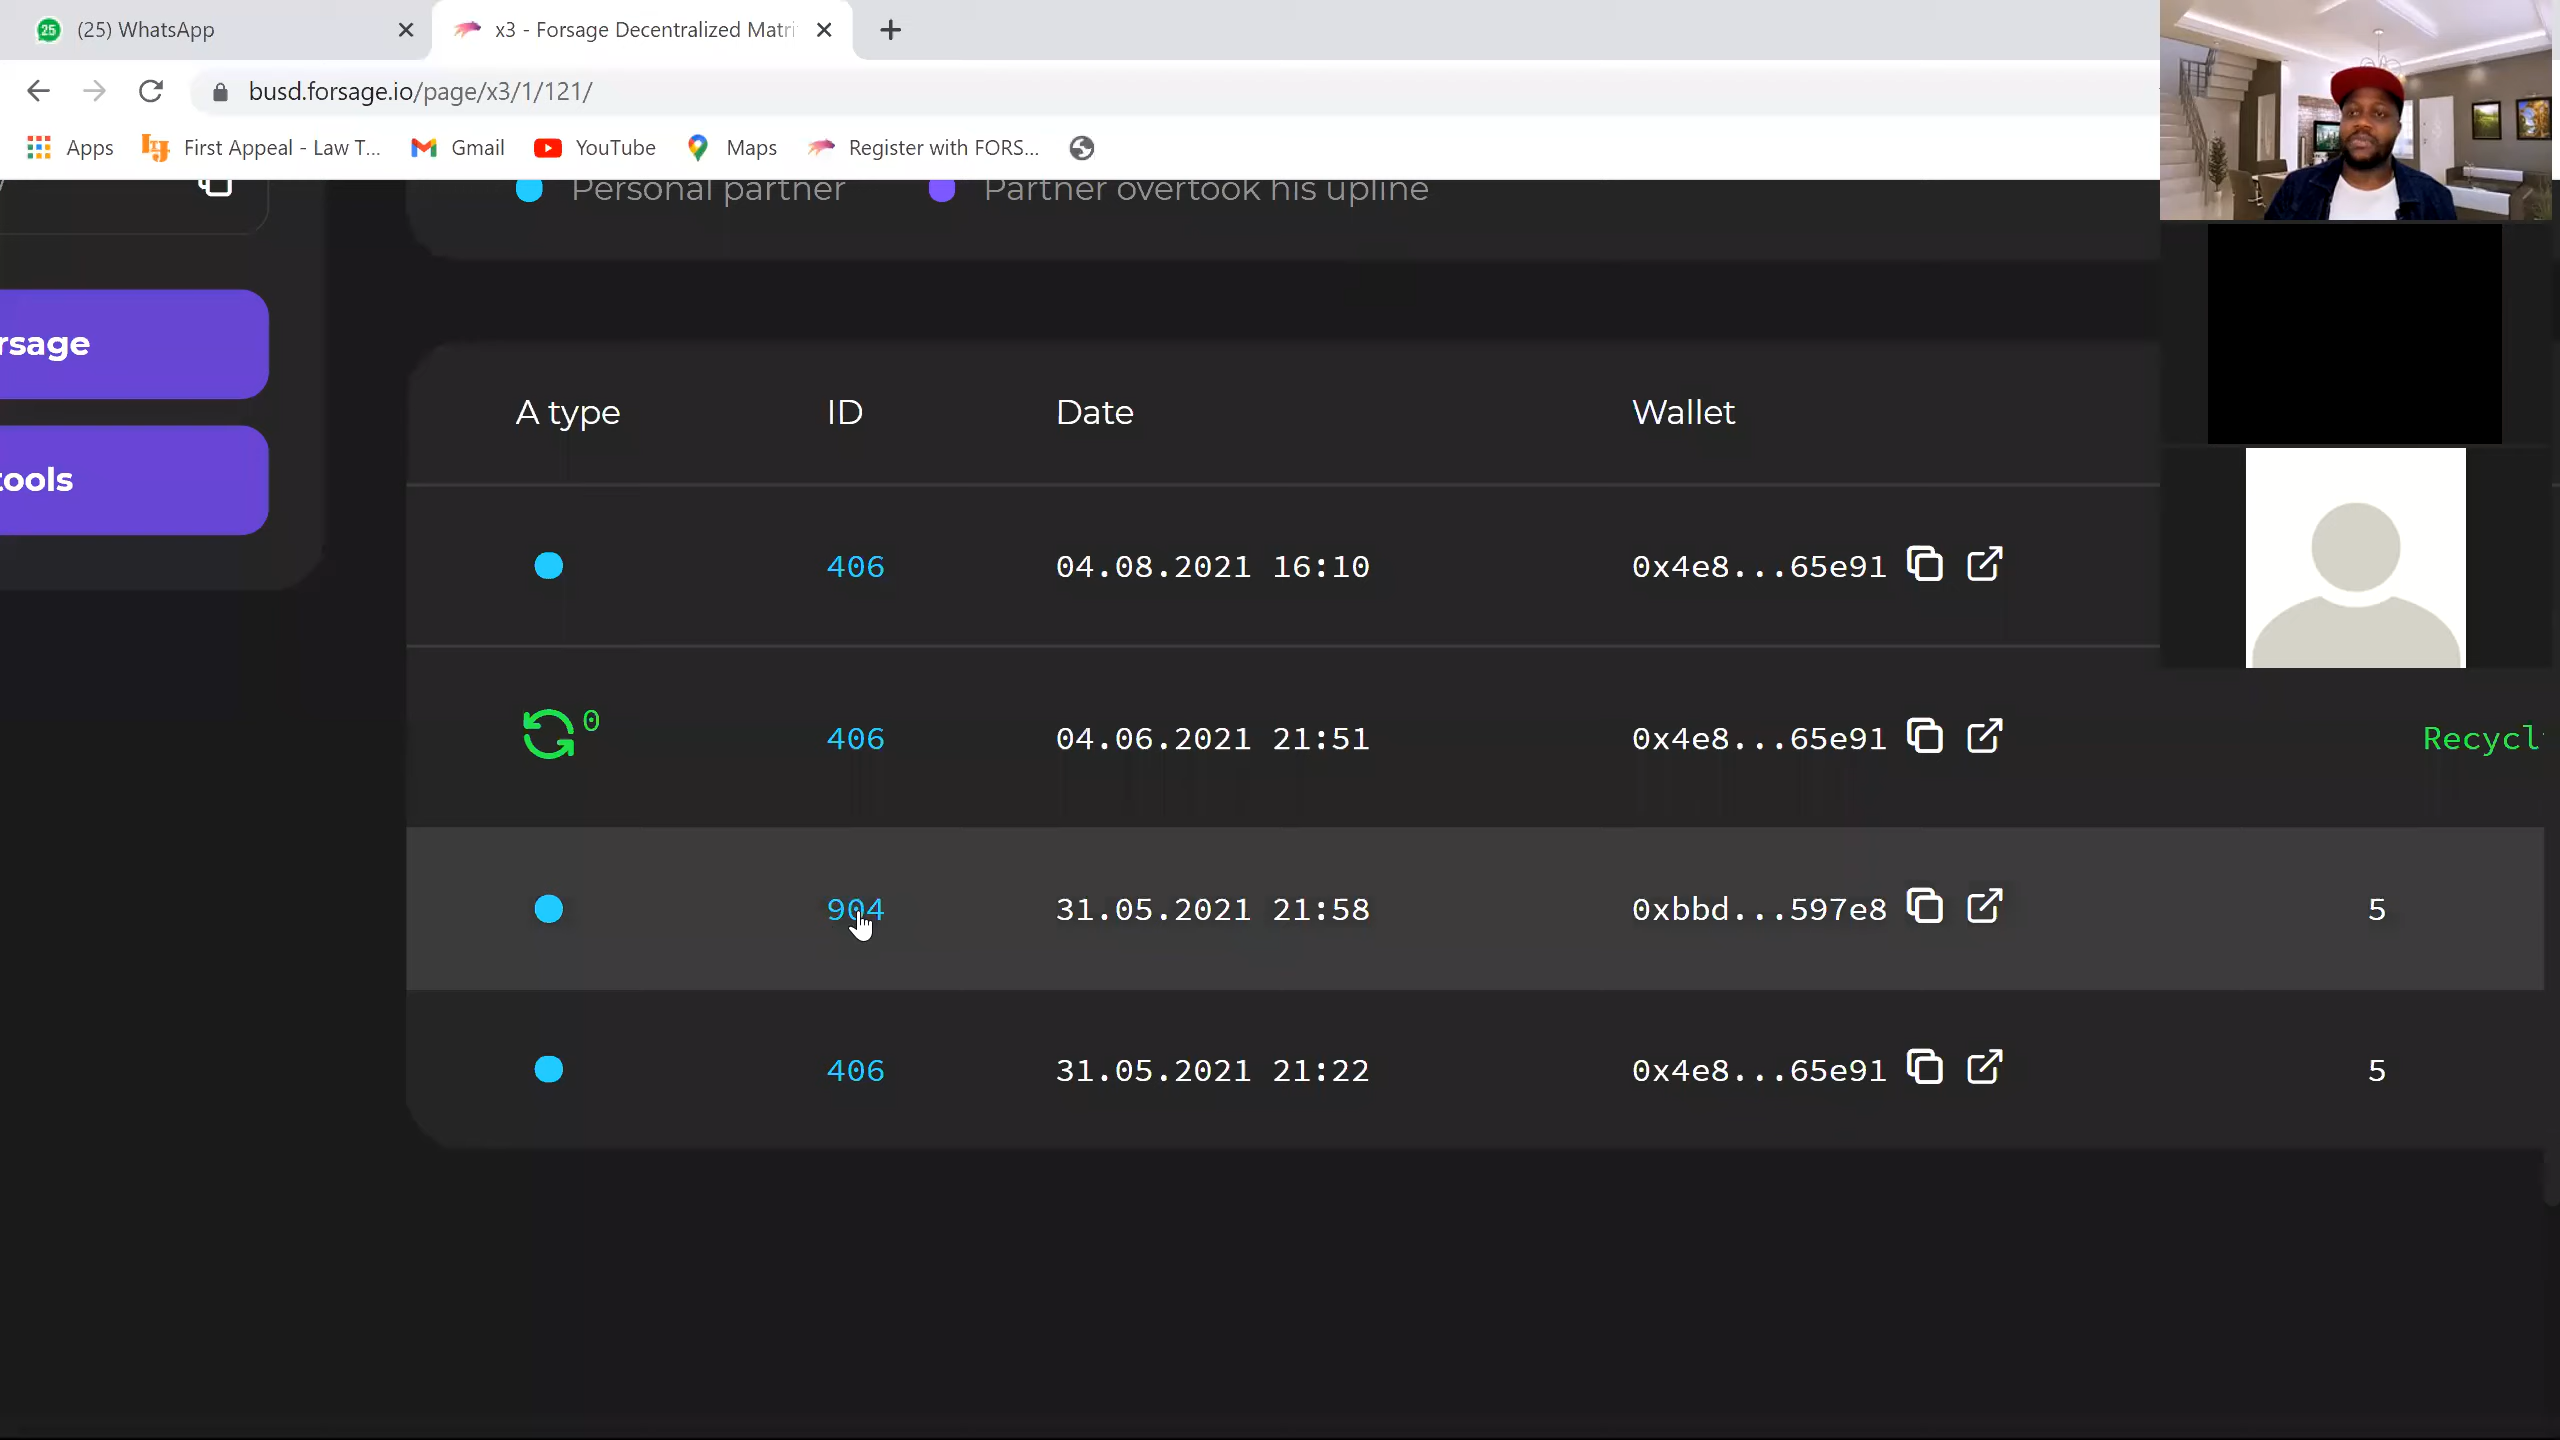 25 (25) WhatsApp x3 - Forsage Decentralized Matri
busd.forsage.io/page/x3/1/121/
Apps First Appeal - Law T... Gmail YouTube Maps Register with FORS...
Personal partner Partner overtook his upline
rsage
tools
A type ID Date Wallet
406 04.08.2021 16:10 0x4e8...65e91
0 406 04.06.2021 21:51 0x4e8...65e91 Recycl
904 31.05.2021 21:58 0xbbd...597e8 5
406 31.05.2021 21:22 0x4e8...65e91 5